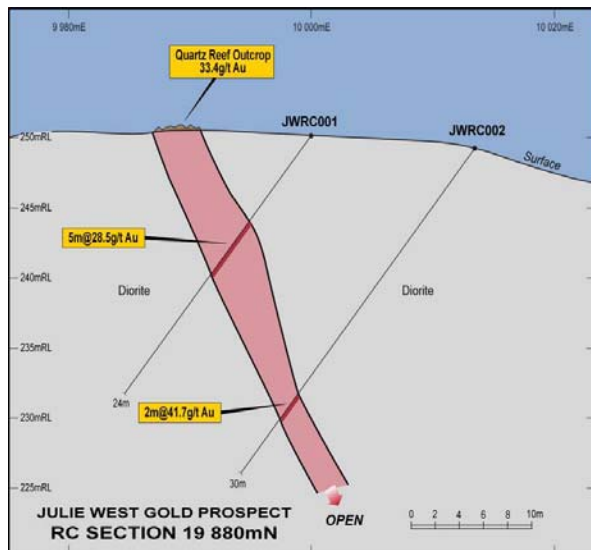 9 980mE
10 000mE
10 020mE
Quartz Reef Outcrop
33.4g/t Au
JWRC001
JWRC002
250mRL
Surface
245mRL
5m@28.5g/t Au
240mRL
Diorite
Diorite
235mRL
24m
2m@41.7g/t Au
230mRL
30m
225mRL
JULIE WEST GOLD PROSPECT
RC SECTION 19 880mN
OPEN
0 2 4 6 8 10m